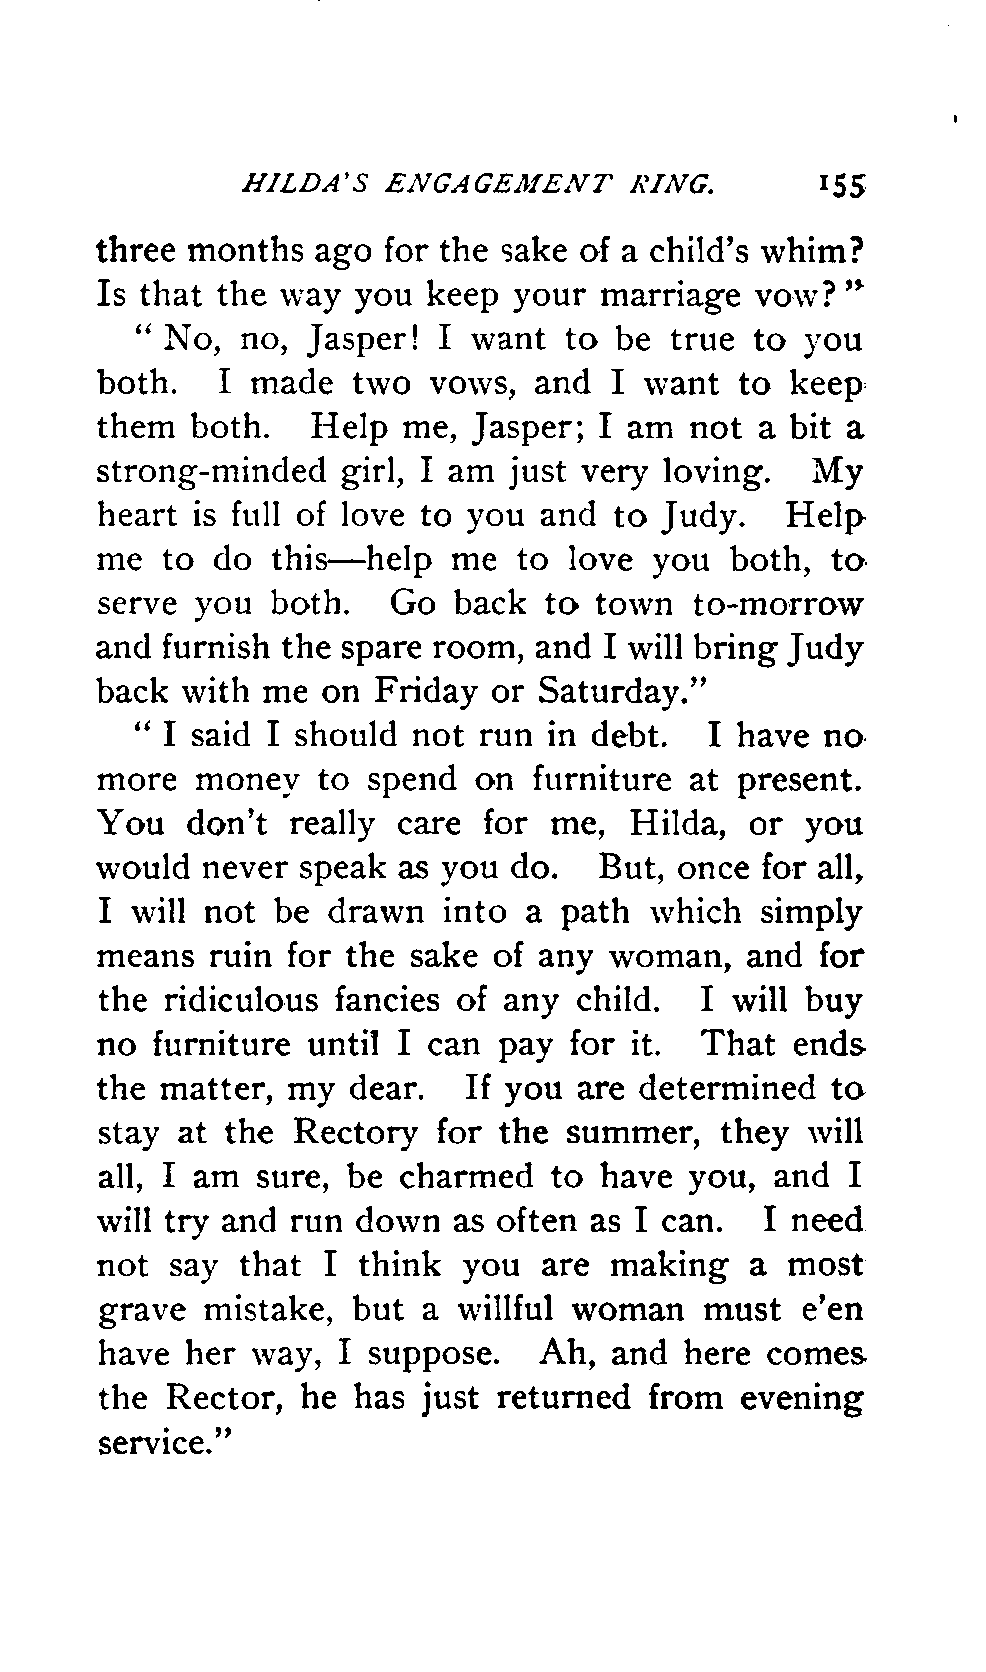 HILDA'S ENGAGEMENT RING. 155
three months ago for the sake of a child's whim?
Is that the way you keep your marriage vow?"
"No, no, Jasper! I want to be true to you
both. I made two vows, and I want to keep
them both. Help me, Jasper; I am not a bit a
strong-minded girl, I am just very loving. My
heart is full of love to you and to Judy. Help
me to do this—help me to love you both, to
serve you both. Go back to town to-morrow
and furnish the spare room, and I will bring Judy
back with me on Friday or Saturday."
"I said I should not run in debt. I have no
more money to spend on furniture at present.
You don't really care for me, Hilda, or you
would never speak as you do. But, once for all,
I will not be drawn into a path which simply
means ruin for the sake of any woman, and for
the ridiculous fancies of any child. I will buy
no furniture until I can pay for it. That ends
the matter, my dear. If you are determined to
stay at the Rectory for the summer, they will
all, I am sure, be charmed to have you, and I
will try and run down as often as I can. I need
not say that I think you are making a most
grave mistake, but a willful woman must e'en
have her way, I suppose. Ah, and here comes
the Rector, he has just returned from evening
service."